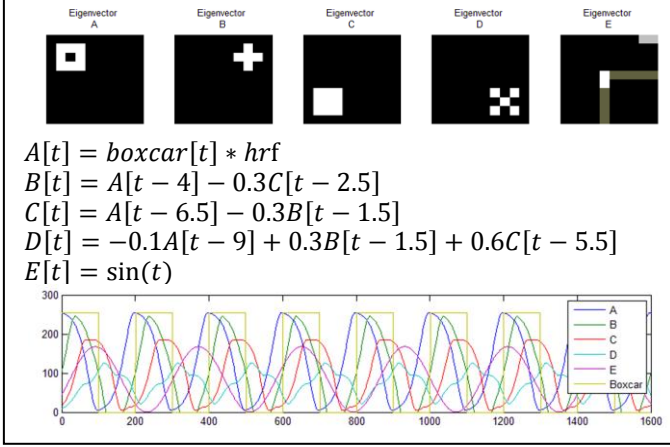 Eigenvector Eigenvector Eigenvector Eigenvector Eigenvector
A B C D E
A[t] = boxcar[t] ∗ hrf
B[t] = A[t − 4] − 0.3C[t − 2.5]
C[t] = A[t − 6.5] − 0.3B[t − 1.5]
D[t] = −0.1A[t − 9] + 0.3B[t − 1.5] + 0.6C[t − 5.5]
E[t] = sin(t)
300
200
100
0
0 200 400 600 800 1000 1200 1400 1600
A
B
C
D
E
Boxcar